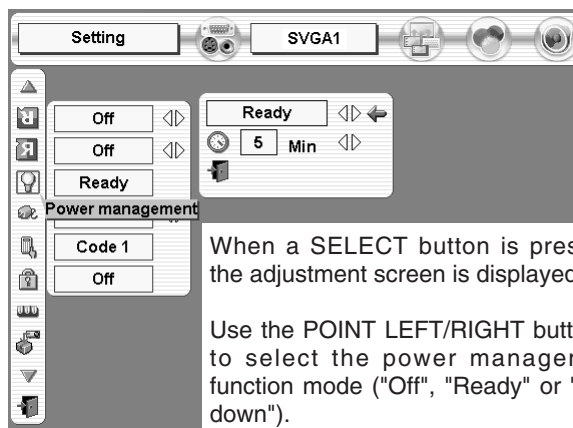 Setting
SVGA1
Off
Off
Ready
Power management
Code 1
Off
Ready
5 Min
When a SELECT button is pres
the adjustment screen is displayed
Use the POINT LEFT/RIGHT butt
to select the power manager
function mode ("Off", "Ready" or "
down").